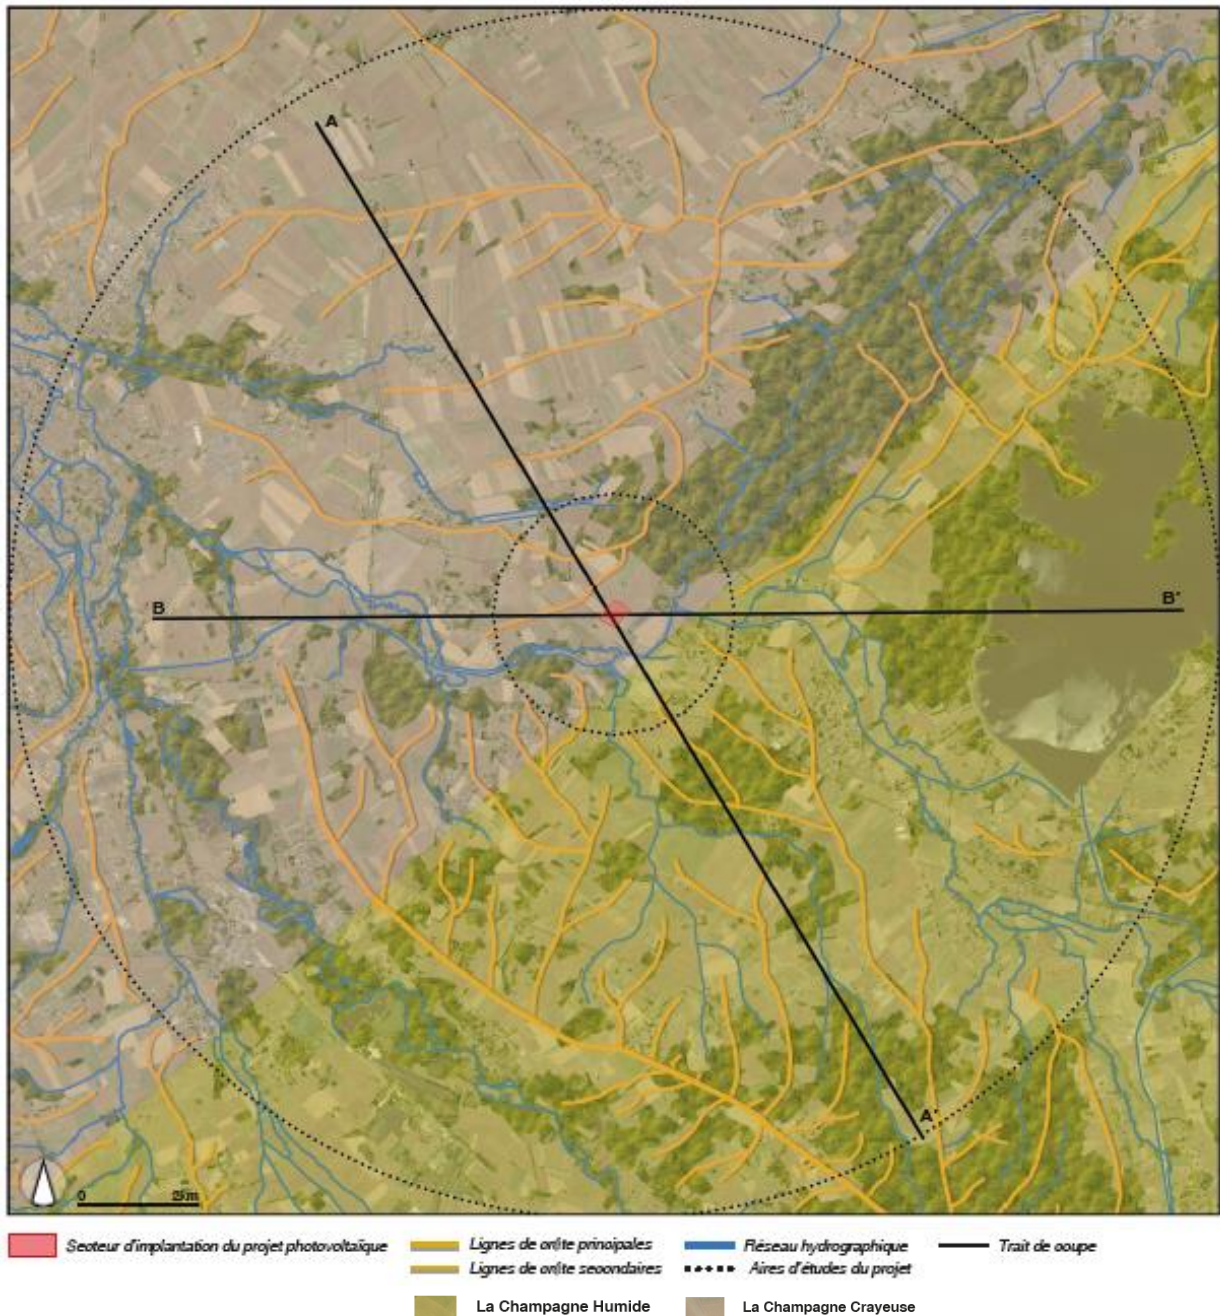 A
B
B'
A'
0 2km
Secteur d'implantation du projet photovoltaïque
Lignes de crête principales
Réseau hydrographique
Trait de coupe
Lignes de crête secondaires
Aires d'études du projet
La Champagne Humide
La Champagne Crayeuse